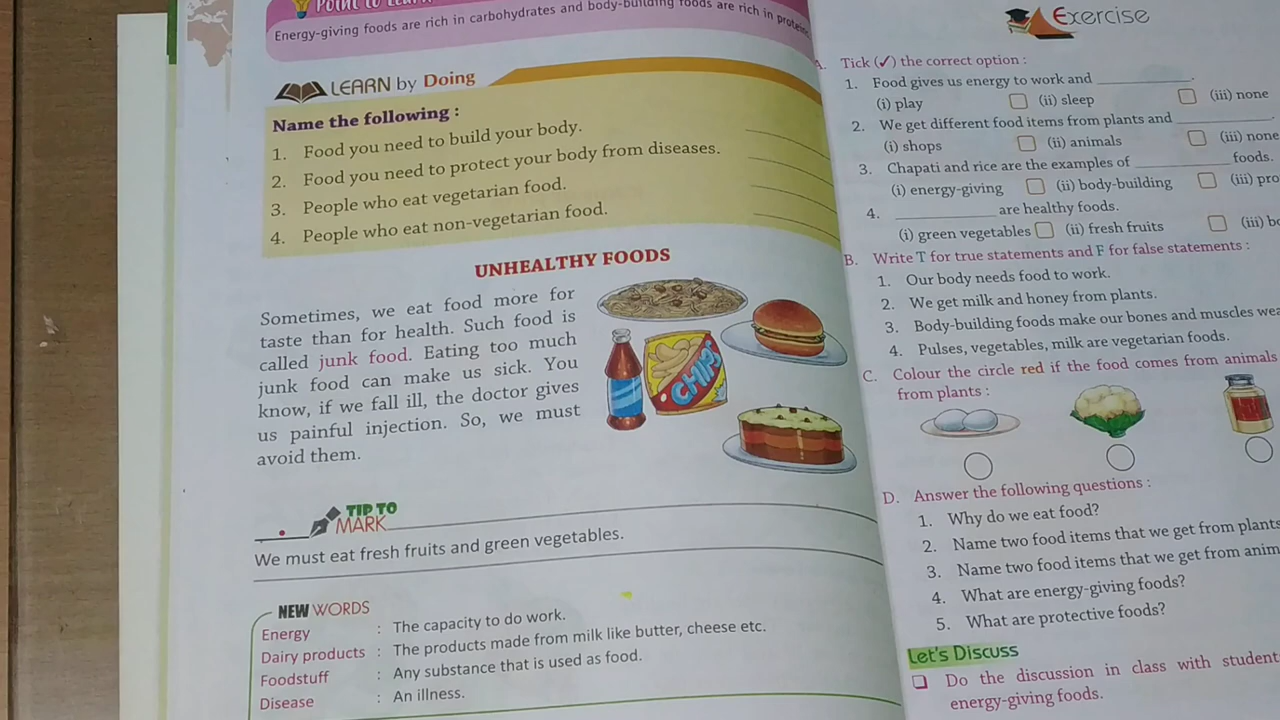 Point to Learn
Energy-giving foods are rich in carbohydrates and body-building foods are rich in proteins
LEARN by Doing
Name the following :
1. Food you need to build your body.
2. Food you need to protect your body from diseases.
3. People who eat vegetarian food.
4. People who eat non-vegetarian food.
UNHEALTHY FOODS
Sometimes, we eat food more for
taste than for health. Such food is
called junk food. Eating too much
junk food can make us sick. You
know, if we fall ill, the doctor gives
us painful injection. So, we must
avoid them.
CHIPS
TIP TO
MARK
We must eat fresh fruits and green vegetables.
NEW WORDS
Energy : The capacity to do work.
Dairy products : The products made from milk like butter, cheese etc.
Foodstuff : Any substance that is used as food.
Disease : An illness.
Exercise
A. Tick (✓) the correct option :
1. Food gives us energy to work and ____________.
(i) play (ii) sleep (iii) none
2. We get different food items from plants and ____________.
(i) shops (ii) animals (iii) none
3. Chapati and rice are the examples of ____________ foods.
(i) energy-giving (ii) body-building (iii) pro
4. ____________ are healthy foods.
(i) green vegetables (ii) fresh fruits (iii) bo
B. Write T for true statements and F for false statements :
1. Our body needs food to work.
2. We get milk and honey from plants.
3. Body-building foods make our bones and muscles wea
4. Pulses, vegetables, milk are vegetarian foods.
C. Colour the circle red if the food comes from animals
from plants :
D. Answer the following questions :
1. Why do we eat food?
2. Name two food items that we get from plants
3. Name two food items that we get from anim
4. What are energy-giving foods?
5. What are protective foods?
Let's Discuss
Do the discussion in class with student
energy-giving foods.